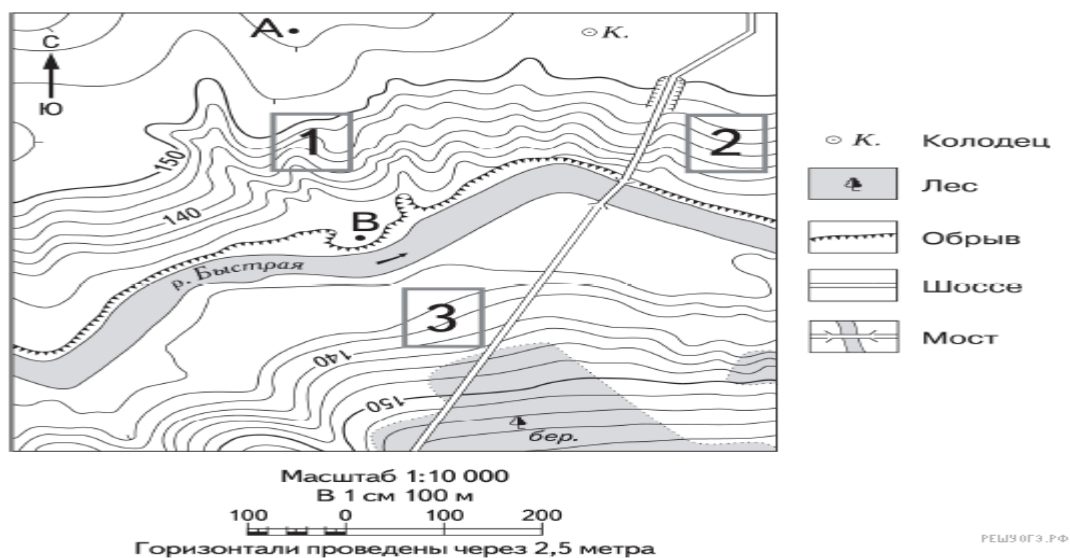 А
К.
С
Ю
1
2
150
140
В
р. Быстрая
3
140
150
бер.
К. Колодец
Лес
Обрыв
Шоссе
Мост
Масштаб 1:10 000
В 1 см 100 м
100 0 100 200
Горизонтали проведены через 2,5 метра
РЕШУОГЭ.РФ